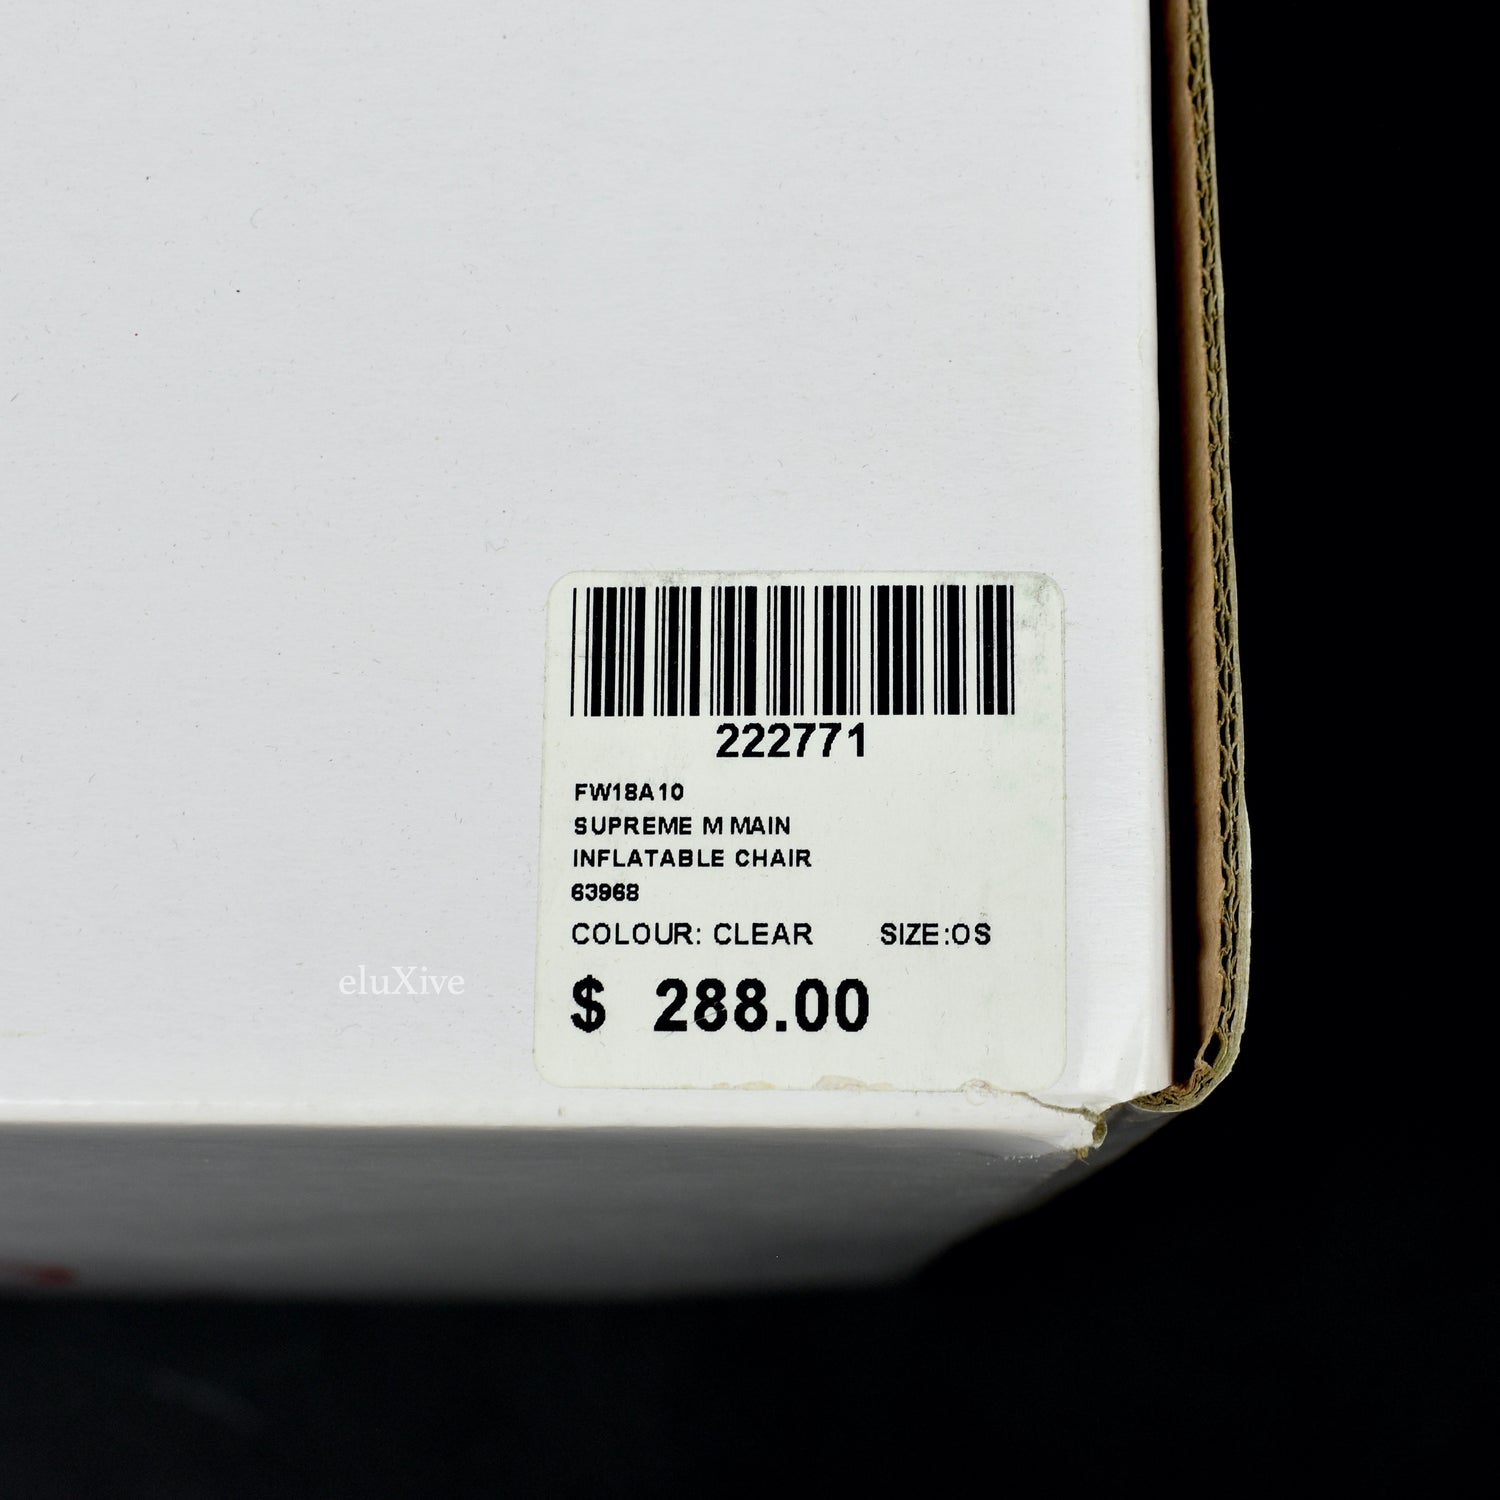 222771
FW18A10
SUPREME M MAIN
INFLATABLE CHAIR
63968
COLOUR: CLEAR SIZE:OS
$ 288.00
eluXive